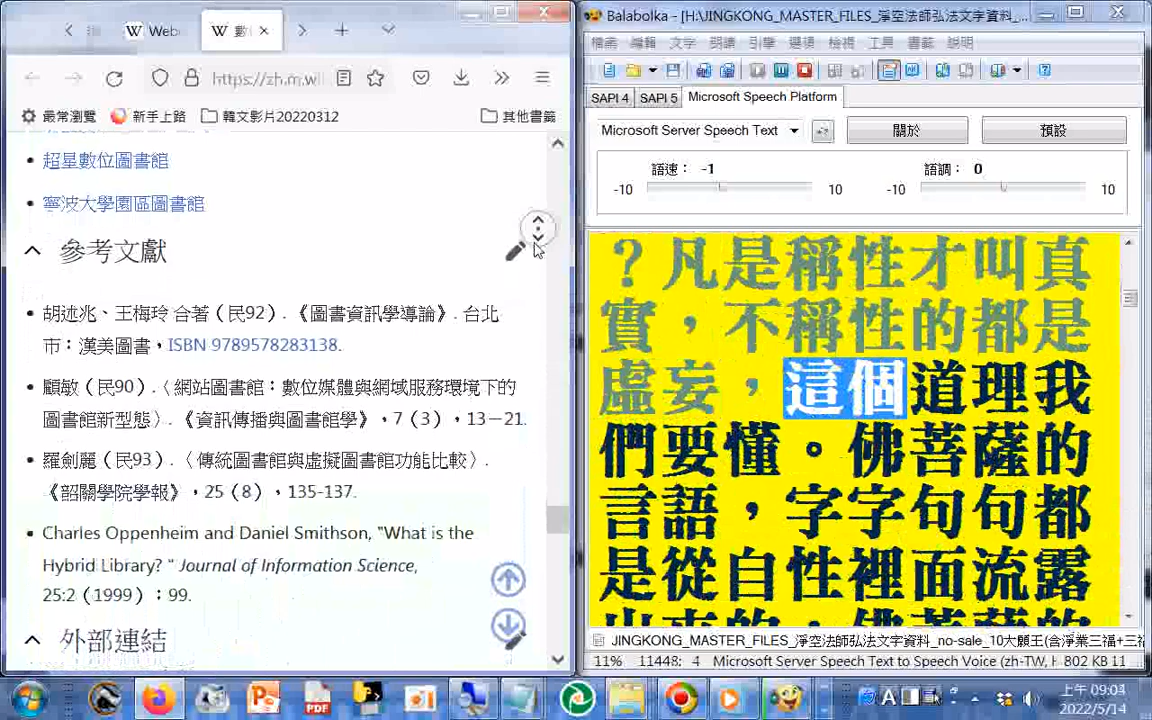 Web
數
https://zh.m.wi
最常瀏覽
新手上路
韓文影片20220312
其他書籤
超星數位圖書館
寧波大學園區圖書館
參考文獻
胡述兆、王梅玲 合著（民92）.《圖書資訊學導論》. 台北
市：漢美圖書，ISBN 9789578283138.
顧敏（民90）.〈網站圖書館：數位媒體與網域服務環境下的
圖書館新型態〉.《資訊傳播與圖書館學》，7（3），13－21.
羅劍麗（民93）.〈傳統圖書館與虛擬圖書館功能比較〉.
《韶關學院學報》，25（8），135-137.
Charles Oppenheim and Daniel Smithson, "What is the
Hybrid Library? " Journal of Information Science,
25:2（1999）：99.
外部連結
Balabolka - [H:\JINGKONG_MASTER_FILES_淨空法師弘法文字資料_...
檔案 編輯 文字 朗讀 引擎 選項 檢視 工具 書籤 說明
SAPI 4 SAPI 5 Microsoft Speech Platform
Microsoft Server Speech Text
關於
預設
語速： -1
語調： 0
-10 10 -10 10
？凡是稱性才叫真
實，不稱性的都是
虛妄，這個道理我
們要懂。佛菩薩的
言語，字字句句都
是從自性裡面流露
出來的，佛菩薩的
JINGKONG_MASTER_FILES_淨空法師弘法文字資料_no-sale_10大願王(含淨業三福+三福
11% 11448: 4 Microsoft Server Speech Text to Speech Voice (zh-TW, H 802 KB 11
上午 09:03
2022/5/14